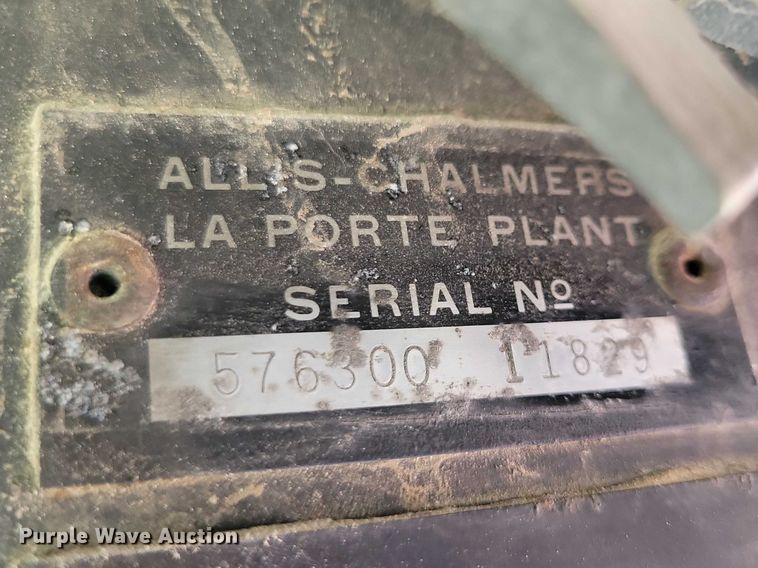 ALLIS-CHALMERS
LA PORTE PLANT
SERIAL Nº
576300 11829
Purple Wave Auction®